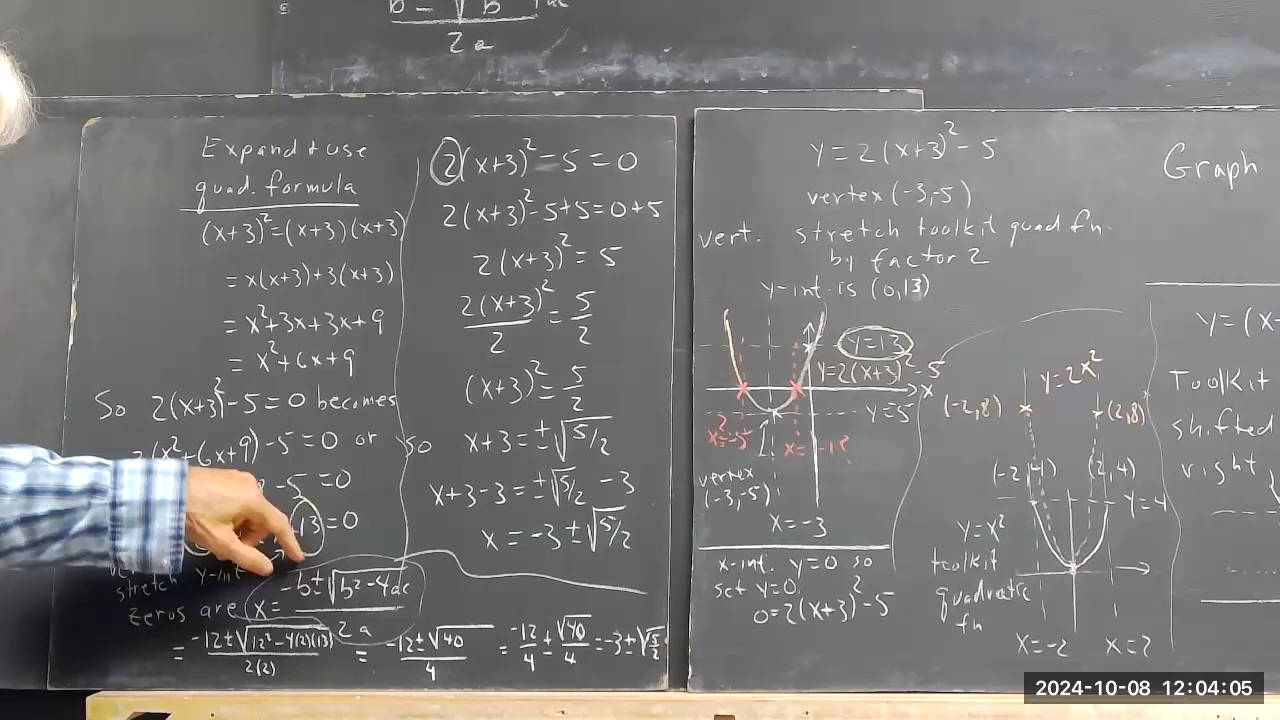 2a
Expand & use
quad. formula
(x+3)²=(x+3)(x+3)
= x(x+3)+3(x+3)
= x²+3x+3x+9
= x²+6x+9
So 2(x+3)²-5=0 becomes
(x²+6x+9)-5=0 or
-5=0
13=0
stretch y-int
zeros are x= -b±√b²-4ac
2a
= -12±√12²-4(2)(13) = -12±√40 = -12/4 ± √40/4 = -3±√5/2
2(2) 4
2(x+3)²-5=0
2(x+3)²-5+5=0+5
2(x+3)²=5
2(x+3)²/2 = 5/2
(x+3)²=5/2
so x+3=±√5/2
x+3-3=±√5/2 -3
x=-3±√5/2
y=2(x+3)²-5
vertex (-3,-5)
vert. stretch toolkit quad fn.
by factor 2
y-int. is (0,13)
y=13
y=2(x+3)²-5
x
vertex
(-3,-5)
x=-3
x-int. y=0 so
set y=0
0=2(x+3)²-5
y=2x²
(-2,8) (2,8)
(2,4)
y=4
y=x²
toolkit
quadratic
fn
x=-2 x=2
Graph
y=(x-
Toolkit
shifted
right
2024-10-08 12:04:05